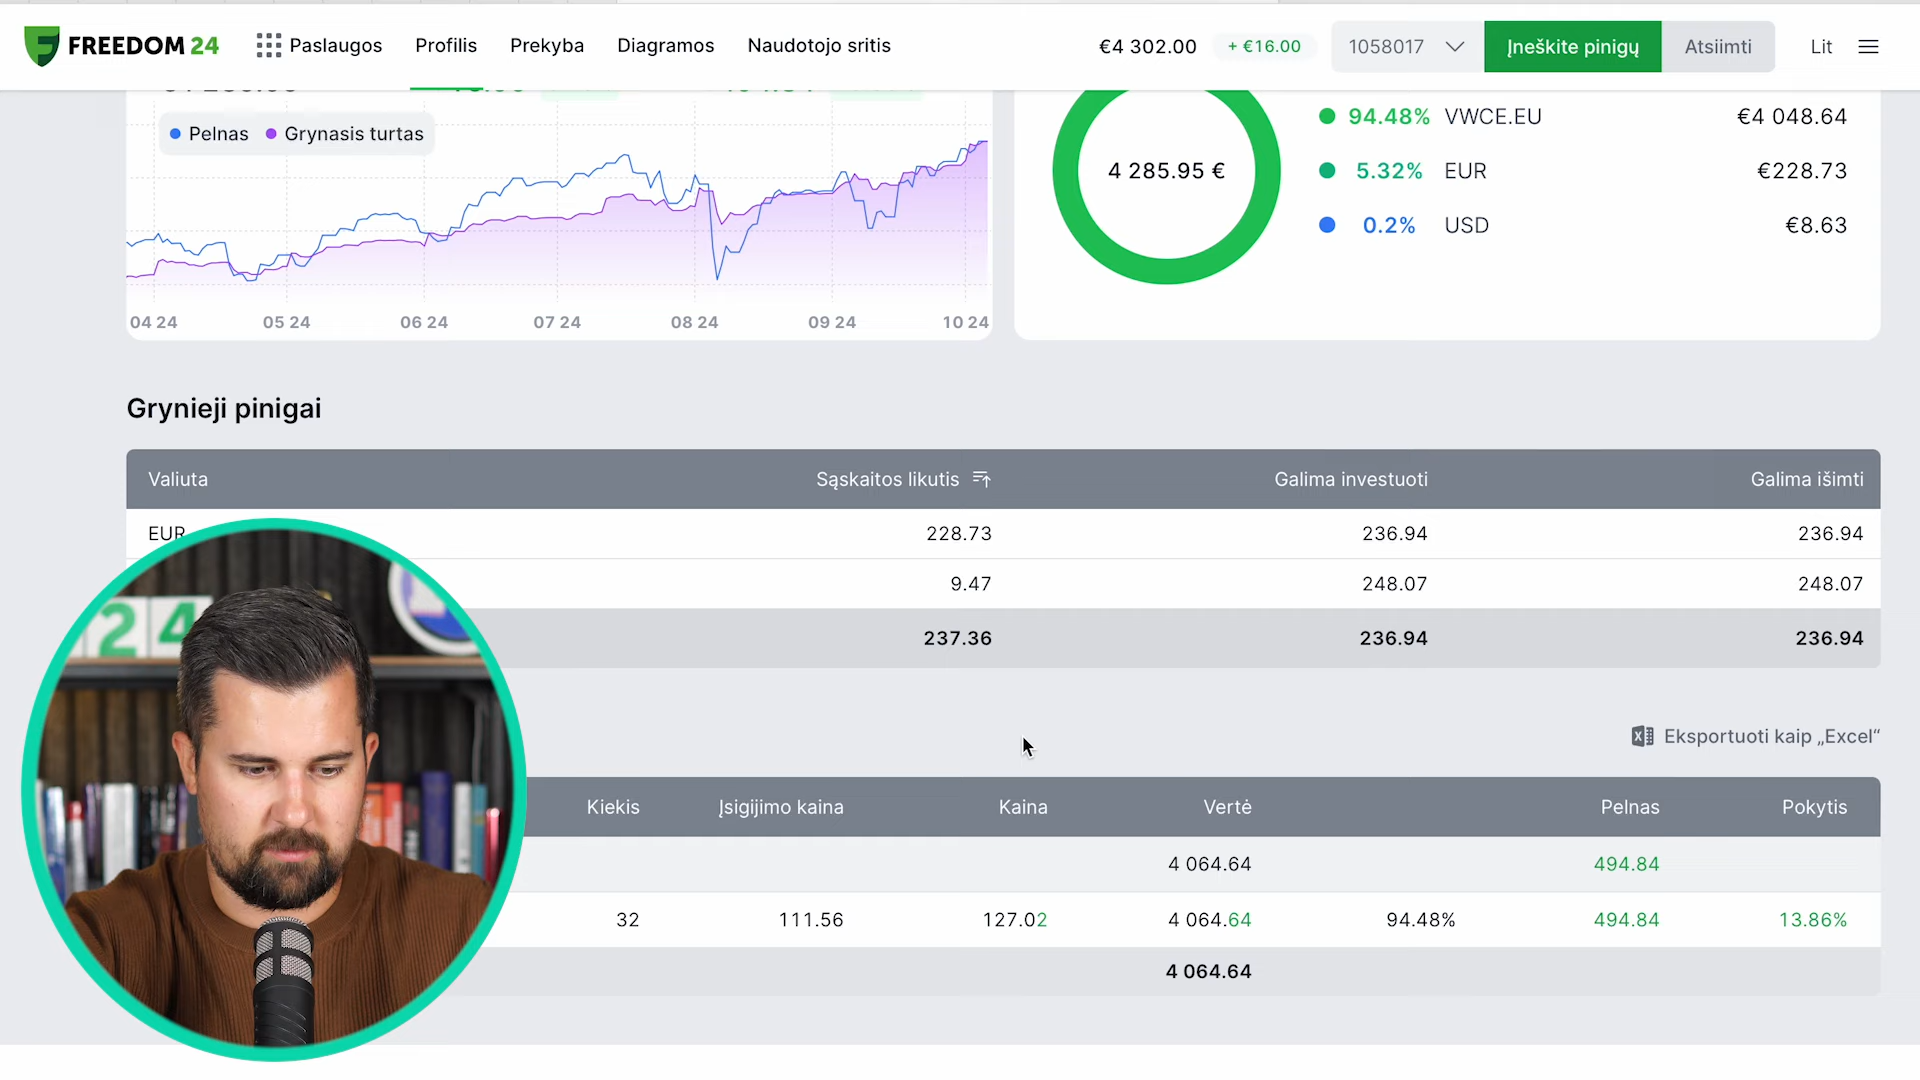 FREEDOM 24
Paslaugos
Profilis
Prekyba
Diagramos
Naudotojo sritis
€4 302.00
+ €16.00
1058017
Įneškite pinigų
Atsiimti
Lit
Pelnas
Grynasis turtas
04 24
05 24
06 24
07 24
08 24
09 24
10 24
4 285.95 €
94.48% VWCE.EU €4 048.64
5.32% EUR €228.73
0.2% USD €8.63
Grynieji pinigai
Valiuta Sąskaitos likutis Galima investuoti Galima išimti
EUR 228.73 236.94 236.94
9.47 248.07 248.07
237.36 236.94 236.94
Eksportuoti kaip „Excel“
Kiekis Įsigijimo kaina Kaina Vertė Pelnas Pokytis
4 064.64 494.84
32 111.56 127.02 4 064.64 94.48% 494.84 13.86%
4 064.64
24